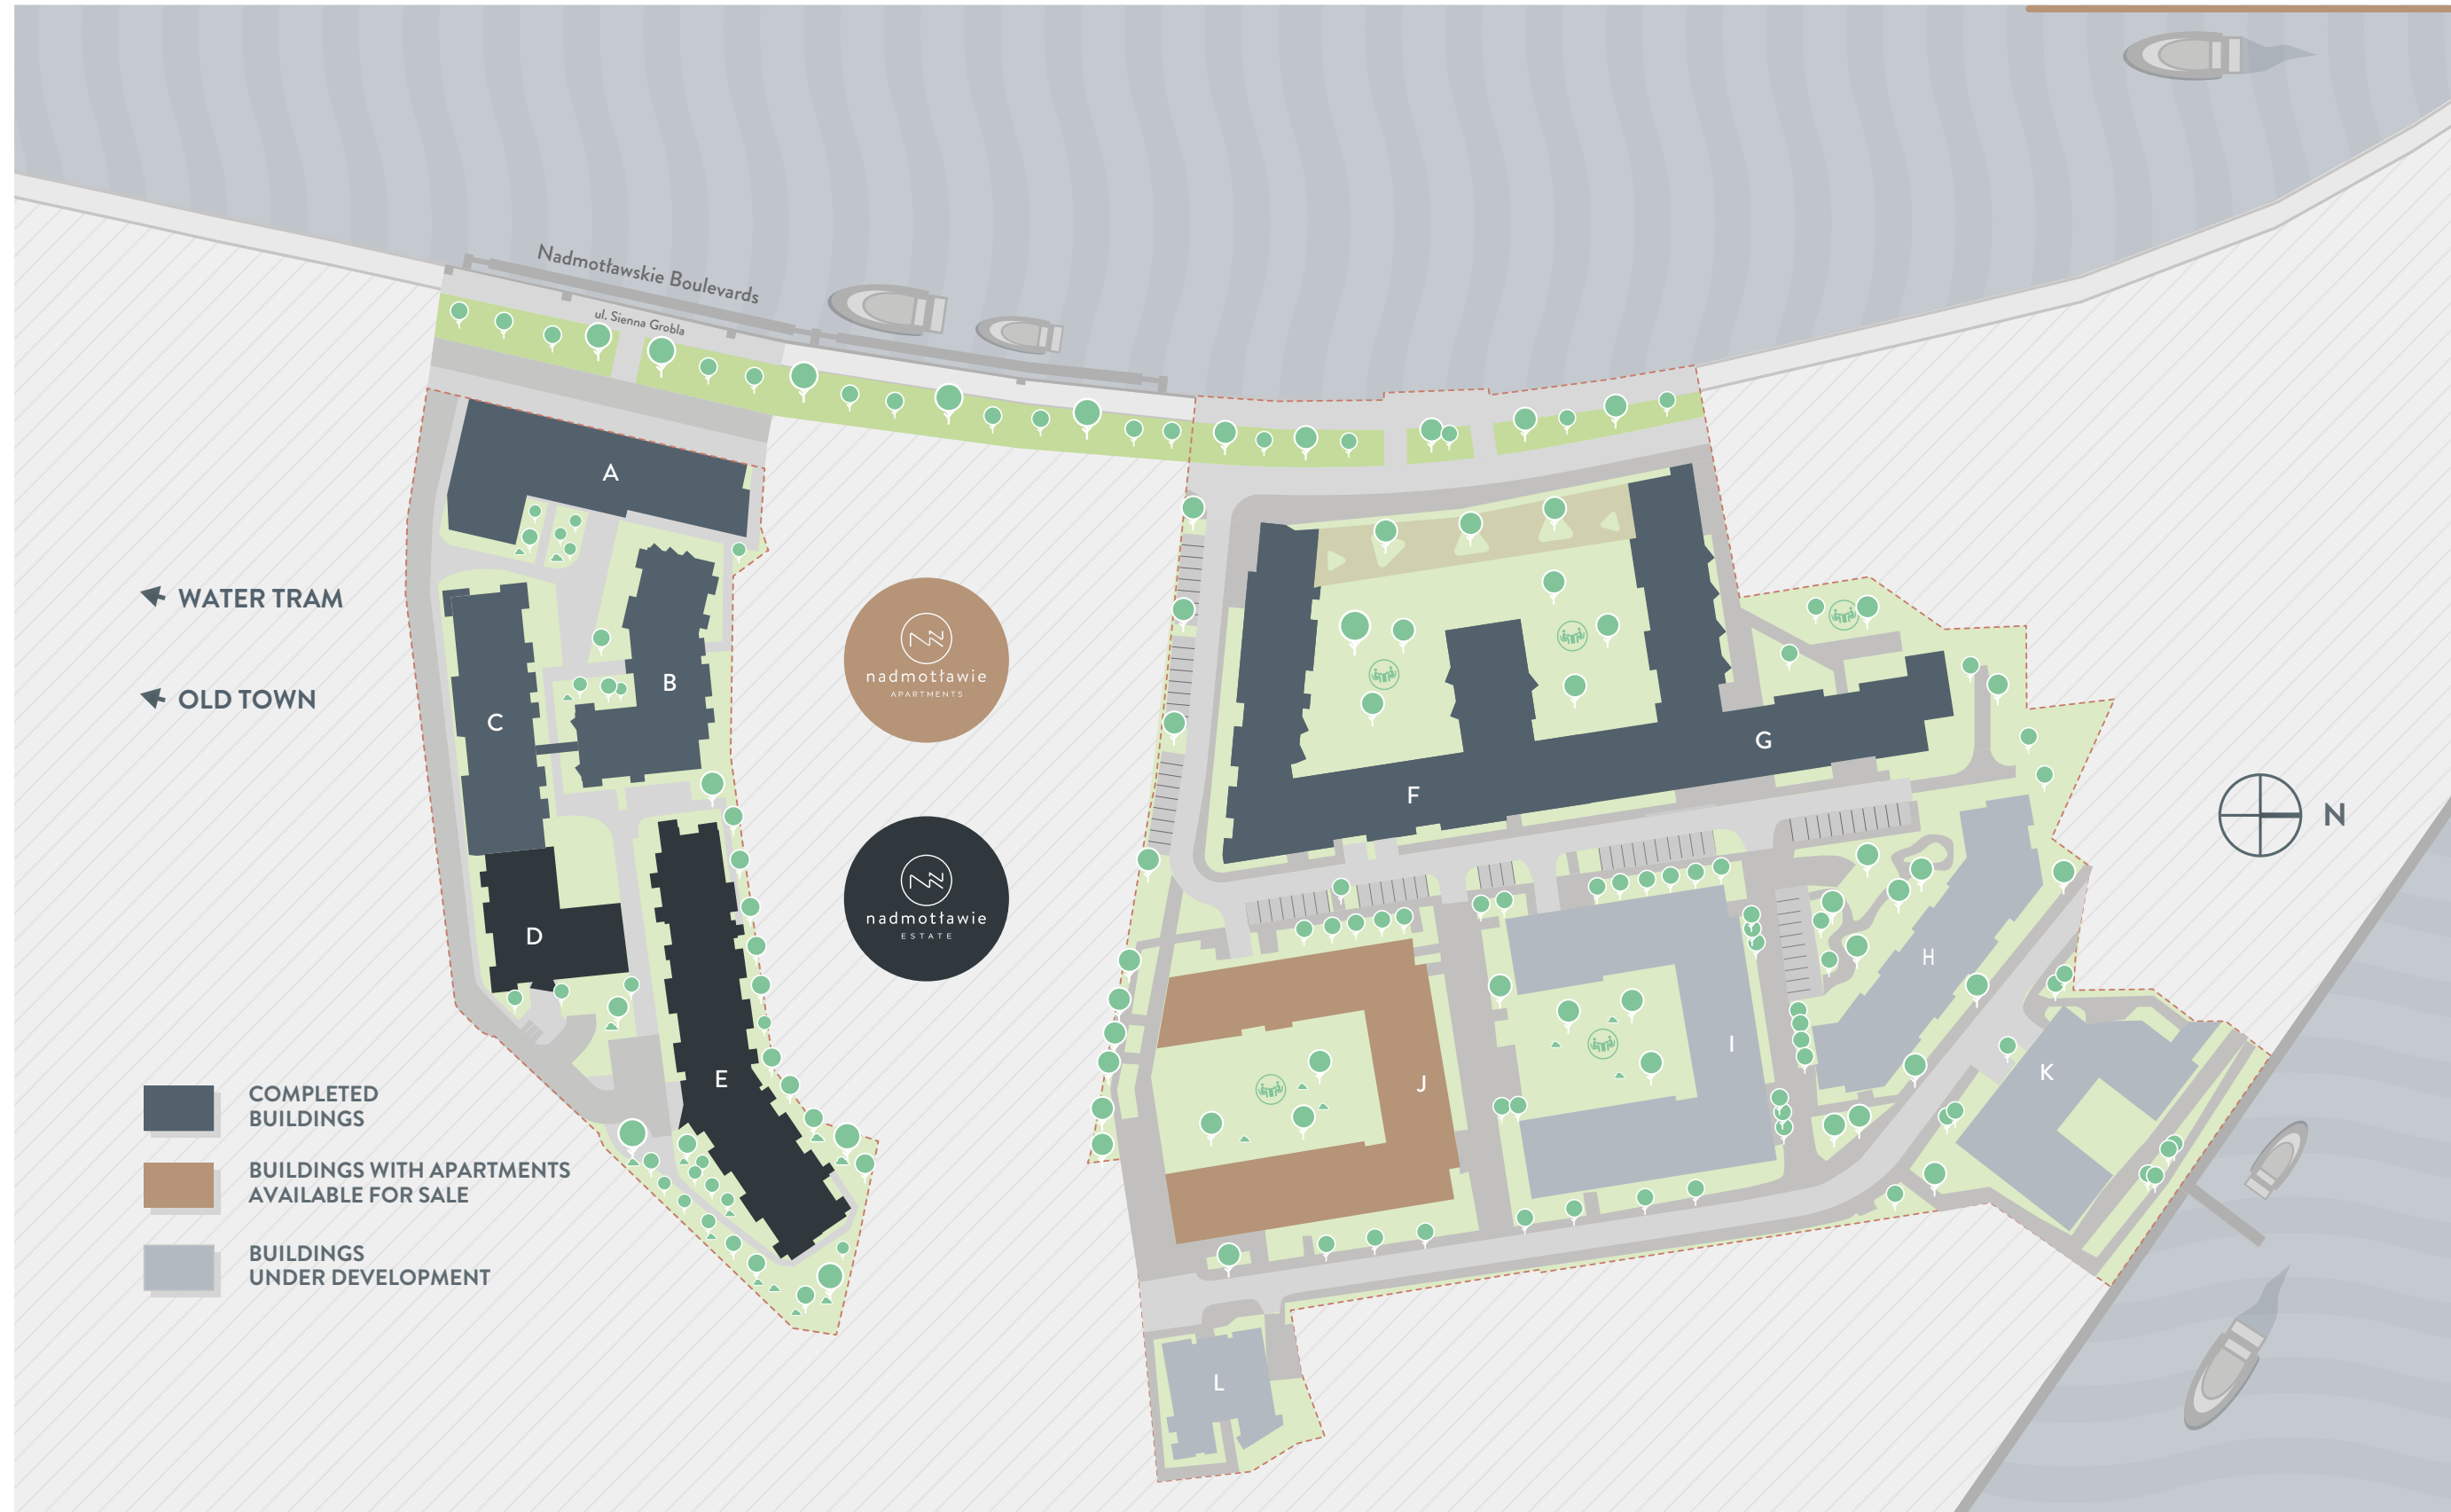 Nadmotławskie Boulevards
ul. Sienna Grobla
A
WATER TRAM
OLD TOWN
B
C
D
E
nadmotławie
APARTMENTS
nadmotławie
ESTATE
F
G
N
H
I
J
K
L
COMPLETED
BUILDINGS
BUILDINGS WITH APARTMENTS
AVAILABLE FOR SALE
BUILDINGS
UNDER DEVELOPMENT